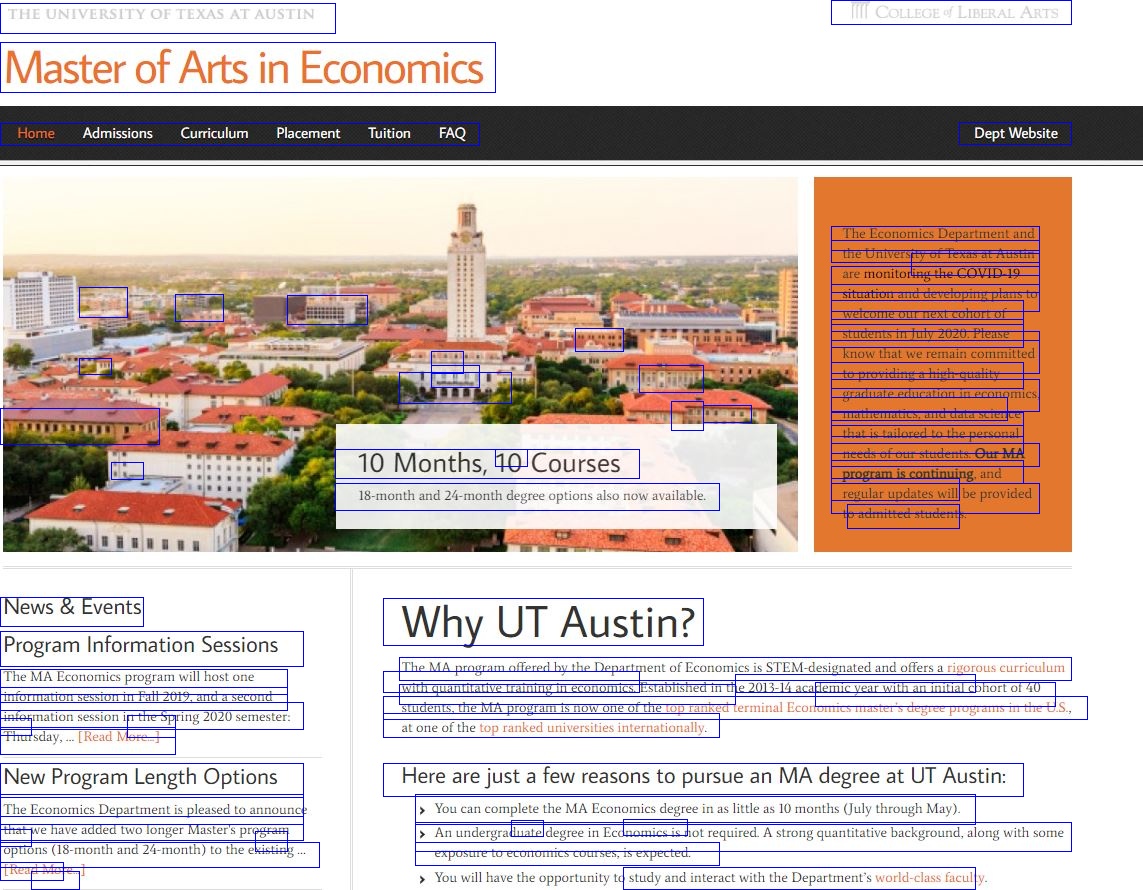 THE UNIVERSITY OF TEXAS AT AUSTIN
COLLEGE of LIBERAL ARTS
Master of Arts in Economics
Home Admissions Curriculum Placement Tuition FAQ Dept Website
10 Months, 10 Courses
18-month and 24-month degree options also now available.
The Economics Department and
the University of Texas at Austin
are monitoring the COVID-19
situation and developing plans to
welcome our next cohort of
students in July 2020. Please
know that we remain committed
to providing a high-quality
graduate education in economics,
mathematics, and data science
that is tailored to the personal
needs of our students. Our MA
program is continuing, and
regular updates will be provided
to admitted students.
News & Events
Program Information Sessions
The MA Economics program will host one
information session in Fall 2019, and a second
information session in the Spring 2020 semester:
Thursday, ... [Read More...]
New Program Length Options
The Economics Department is pleased to announce
that we have added two longer Master's program
options (18-month and 24-month) to the existing ...
[Read More...]
Why UT Austin?
The MA program offered by the Department of Economics is STEM-designated and offers a rigorous curriculum
with quantitative training in economics. Established in the 2013-14 academic year with an initial cohort of 40
students, the MA program is now one of the top ranked terminal Economics master's degree programs in the U.S.,
at one of the top ranked universities internationally.
Here are just a few reasons to pursue an MA degree at UT Austin:
You can complete the MA Economics degree in as little as 10 months (July through May).
An undergraduate degree in Economics is not required. A strong quantitative background, along with some
exposure to economics courses, is expected.
You will have the opportunity to study and interact with the Department's world-class faculty.